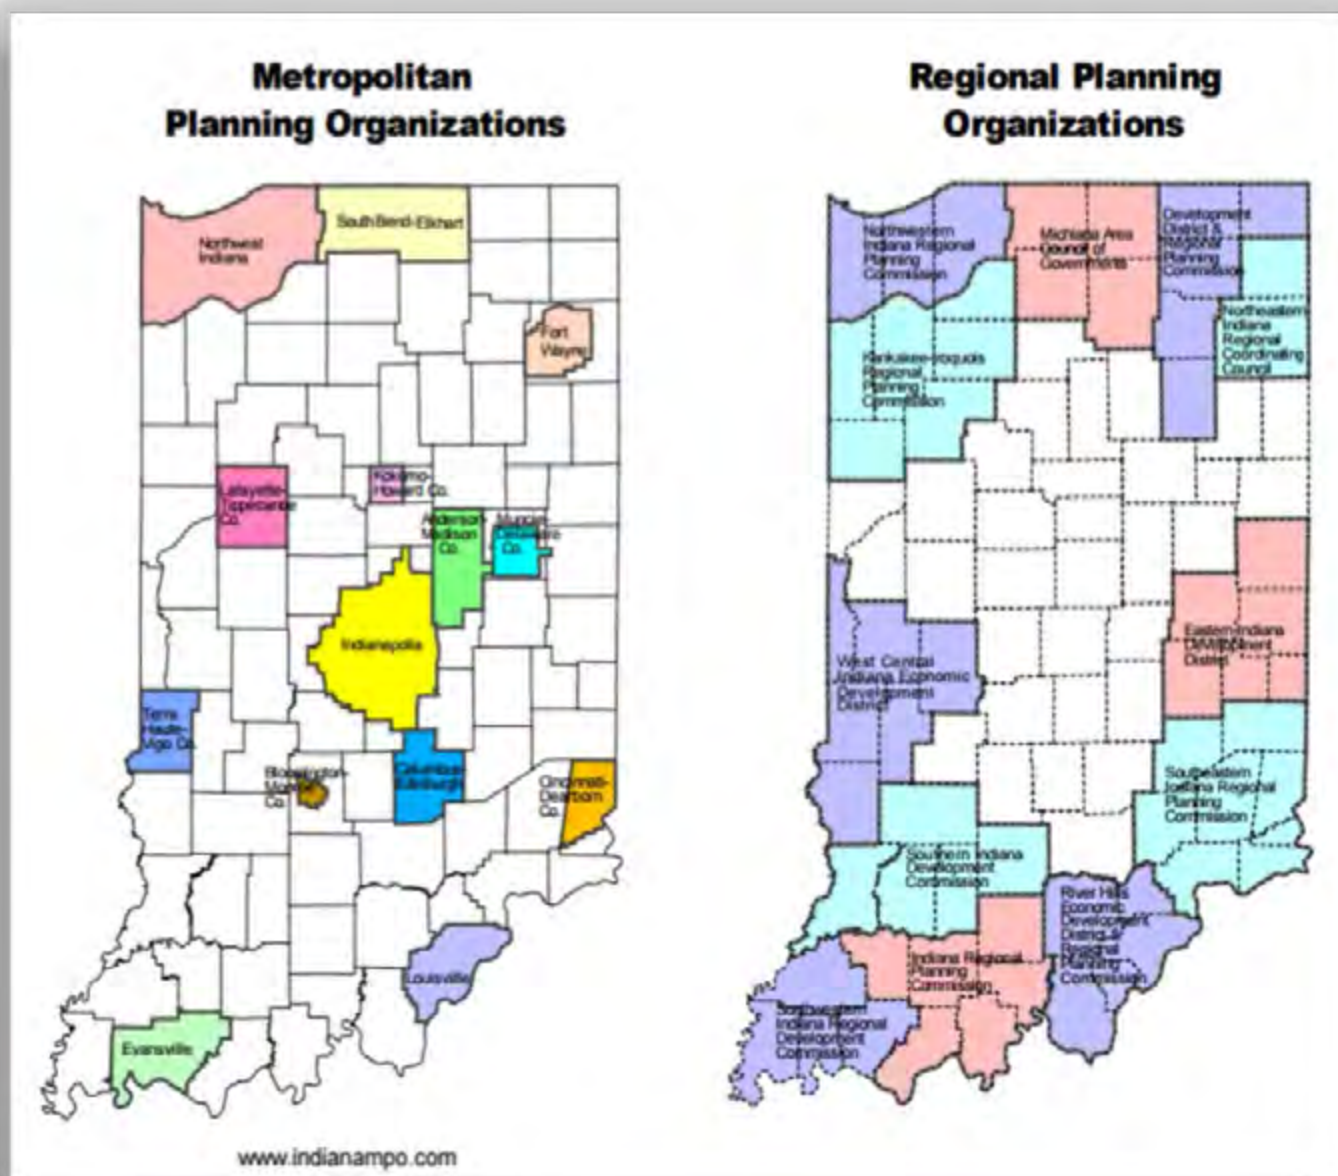 Metropolitan
Planning Organizations
Northwest
Indiana
South Bend-Elkhart
Fort
Wayne
Lafayette-
Tippecanoe
Co.
Kokomo-
Howard Co.
Anderson-
Madison
Co.
Muncie-
Delaware
Co.
Indianapolis
Terre
Haute-
Vigo Co.
Bloomington-
Monroe
Co.
Columbus-
Edinburgh
Cincinnati-
Dearborn
Co.
Louisville
Evansville
www.indianampo.com
Regional Planning
Organizations
Northwestern
Indiana Regional
Planning
Commission
Michiana Area
Council of
Governments
Development
District &
Regional
Planning
Commission
Northeastern
Indiana
Regional
Coordinating
Council
Kankakee-Iroquois
Regional
Planning
Commission
Eastern Indiana
Development
District
West Central
Indiana Economic
Development
District
Southeastern
Indiana Regional
Planning
Commission
Southern Indiana
Development
Commission
River Hills
Economic
Development
District &
Regional
Planning
Commission
Indiana Regional
Planning
Commission
Southwestern
Indiana Regional
Development
Commission